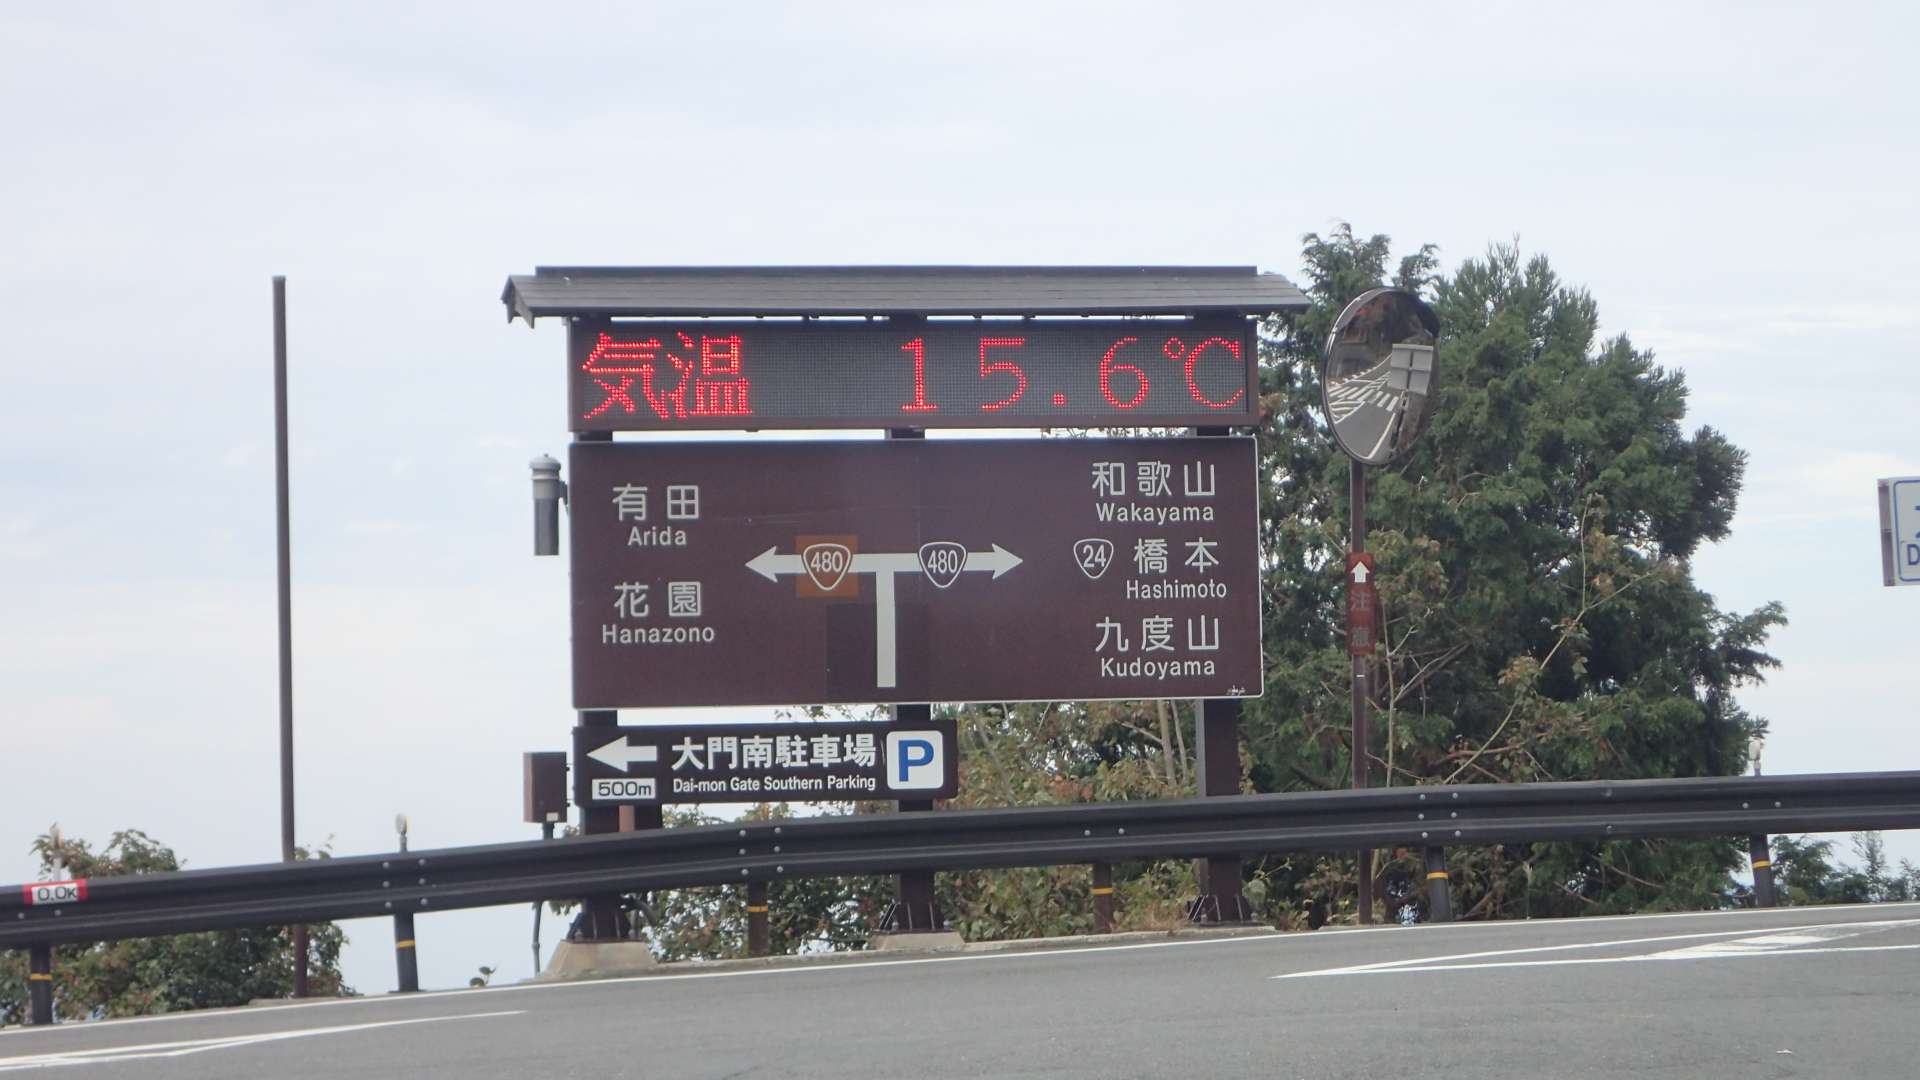 気温 15.6℃
有田
Arida
花園
Hanazono
480
480
和歌山
Wakayama
24 橋本
Hashimoto
九度山
Kudoyama
大門南駐車場 P
500m Dai-mon Gate Southern Parking
注意
0.0K
D